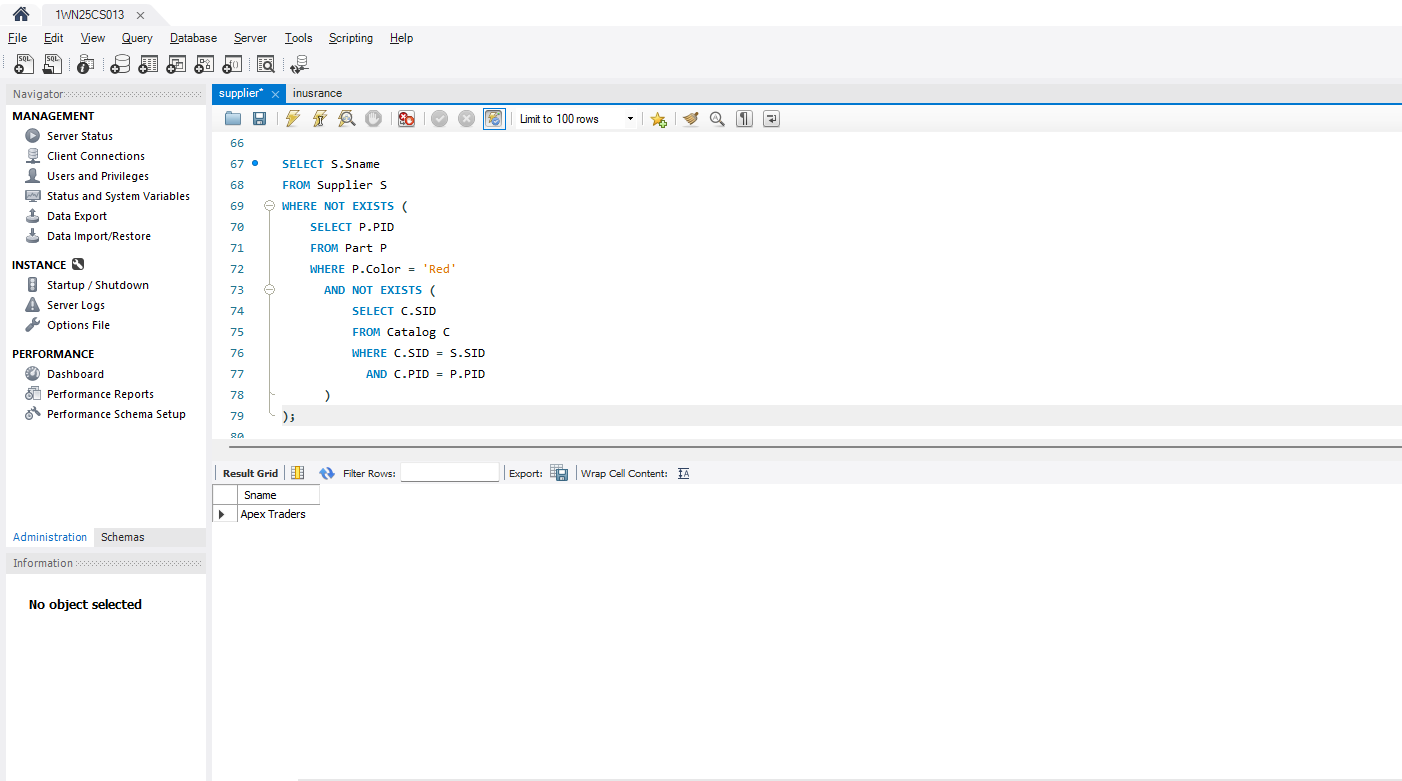 1WN25CS013
File Edit View Query Database Server Tools Scripting Help
Navigator
MANAGEMENT
Server Status
Client Connections
Users and Privileges
Status and System Variables
Data Export
Data Import/Restore
INSTANCE
Startup / Shutdown
Server Logs
Options File
PERFORMANCE
Dashboard
Performance Reports
Performance Schema Setup
Administration Schemas
Information
No object selected
supplier* inusrance
Limit to 100 rows
66
67 SELECT S.Sname
68 FROM Supplier S
69 WHERE NOT EXISTS (
70 SELECT P.PID
71 FROM Part P
72 WHERE P.Color = 'Red'
73 AND NOT EXISTS (
74 SELECT C.SID
75 FROM Catalog C
76 WHERE C.SID = S.SID
77 AND C.PID = P.PID
78 )
79 );
80
Result Grid Filter Rows: Export: Wrap Cell Content:
Sname
Apex Traders